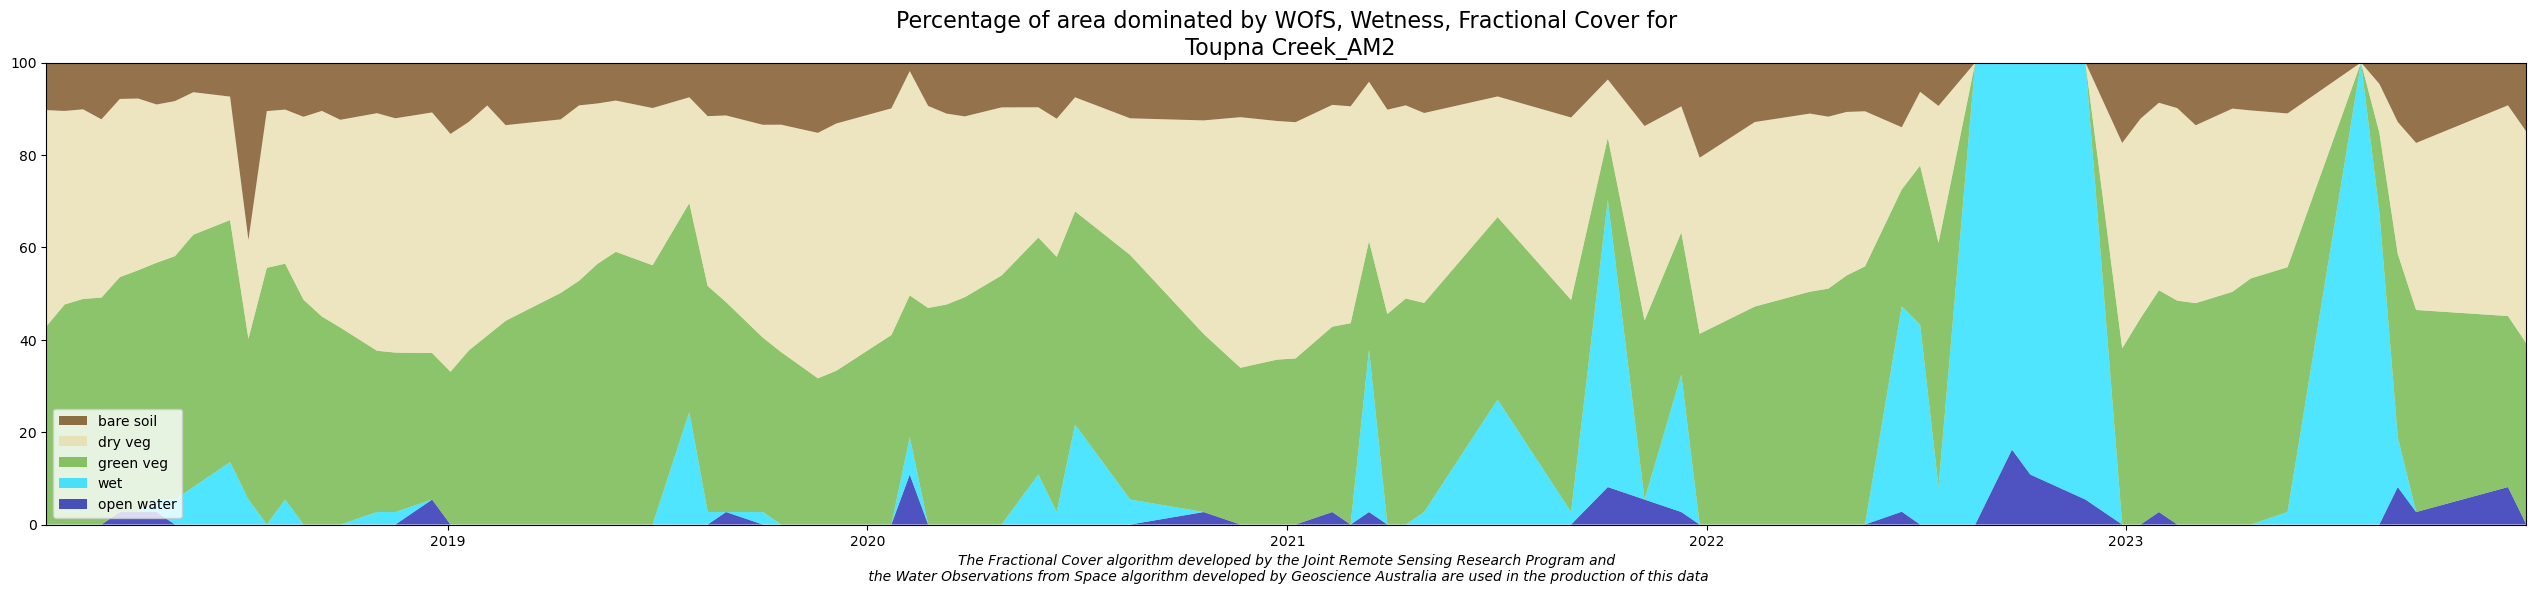 Percentage of area dominated by WOfS, Wetness, Fractional Cover for
Toupna Creek_AM2
100
80
60
40
20
0
bare soil
dry veg
green veg
wet
open water
2019 2020 2021 2022 2023
The Fractional Cover algorithm developed by the Joint Remote Sensing Research Program and
the Water Observations from Space algorithm developed by Geoscience Australia are used in the production of this data